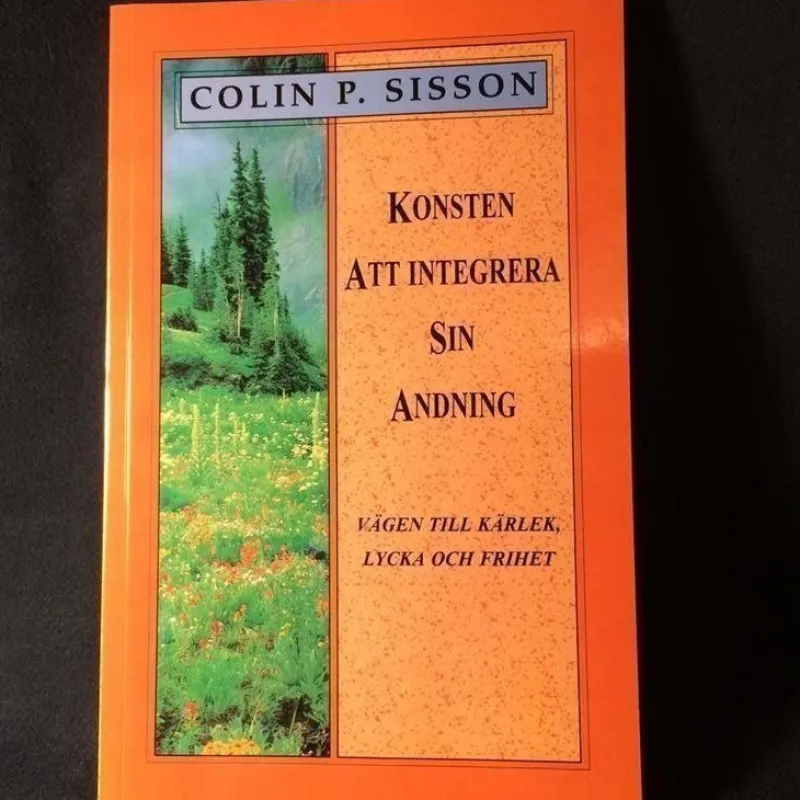 COLIN P. SISSON
KONSTEN
ATT INTEGRERA
SIN
ANDNING
VÄGEN TILL KÄRLEK,
LYCKA OCH FRIHET